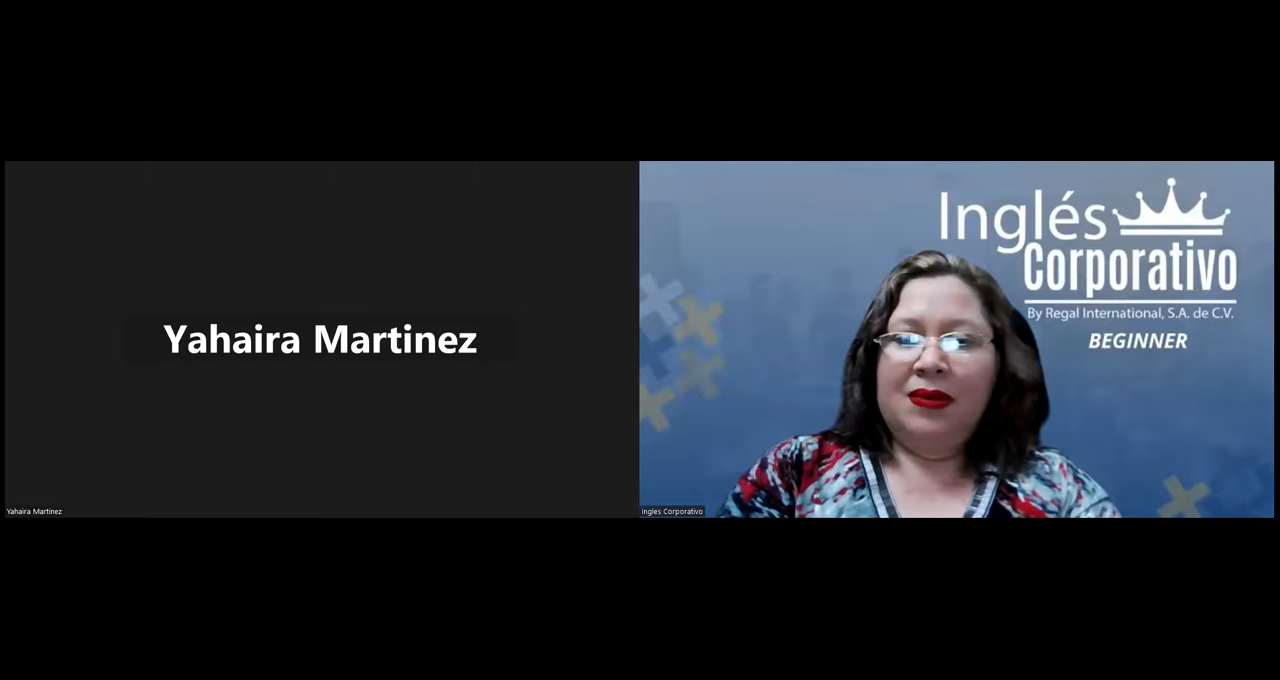 Yahaira Martinez
Yahaira Martinez
Inglés
Corporativo
By Regal International, S.A. de C.V.
BEGINNER
Ingles Corporativo